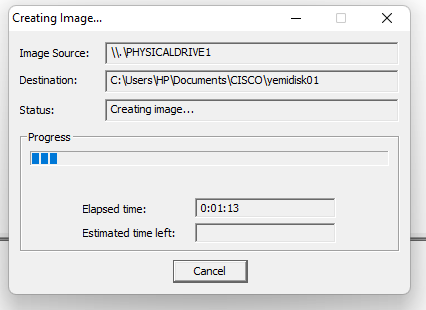 Creating Image...
Image Source: \\.\PHYSICALDRIVE1
Destination: C:\Users\HP\Documents\CISCO\yemidisk01
Status: Creating image...
Progress
Elapsed time: 0:01:13
Estimated time left:
Cancel